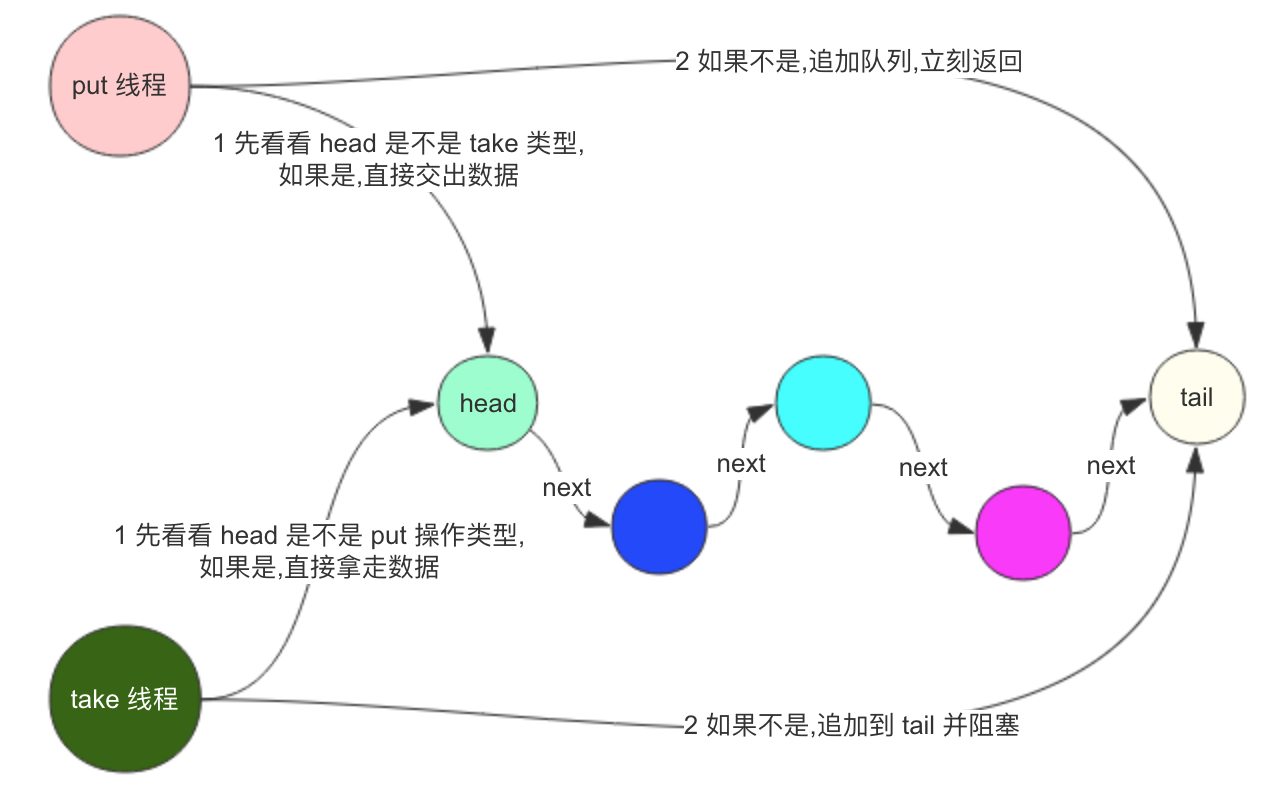 put 线程
2 如果不是,追加队列,立刻返回
1 先看看 head 是不是 take 类型,
如果是,直接交出数据
head
tail
next
next
next
next
1 先看看 head 是不是 put 操作类型,
如果是,直接拿走数据
take 线程
2 如果不是,追加到 tail 并阻塞